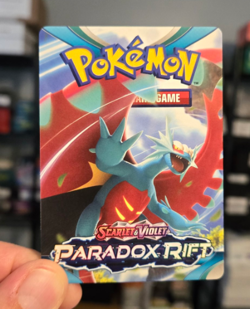 POKÉMON
GAME
SCARLET & VIOLET
PARADOX RIFT